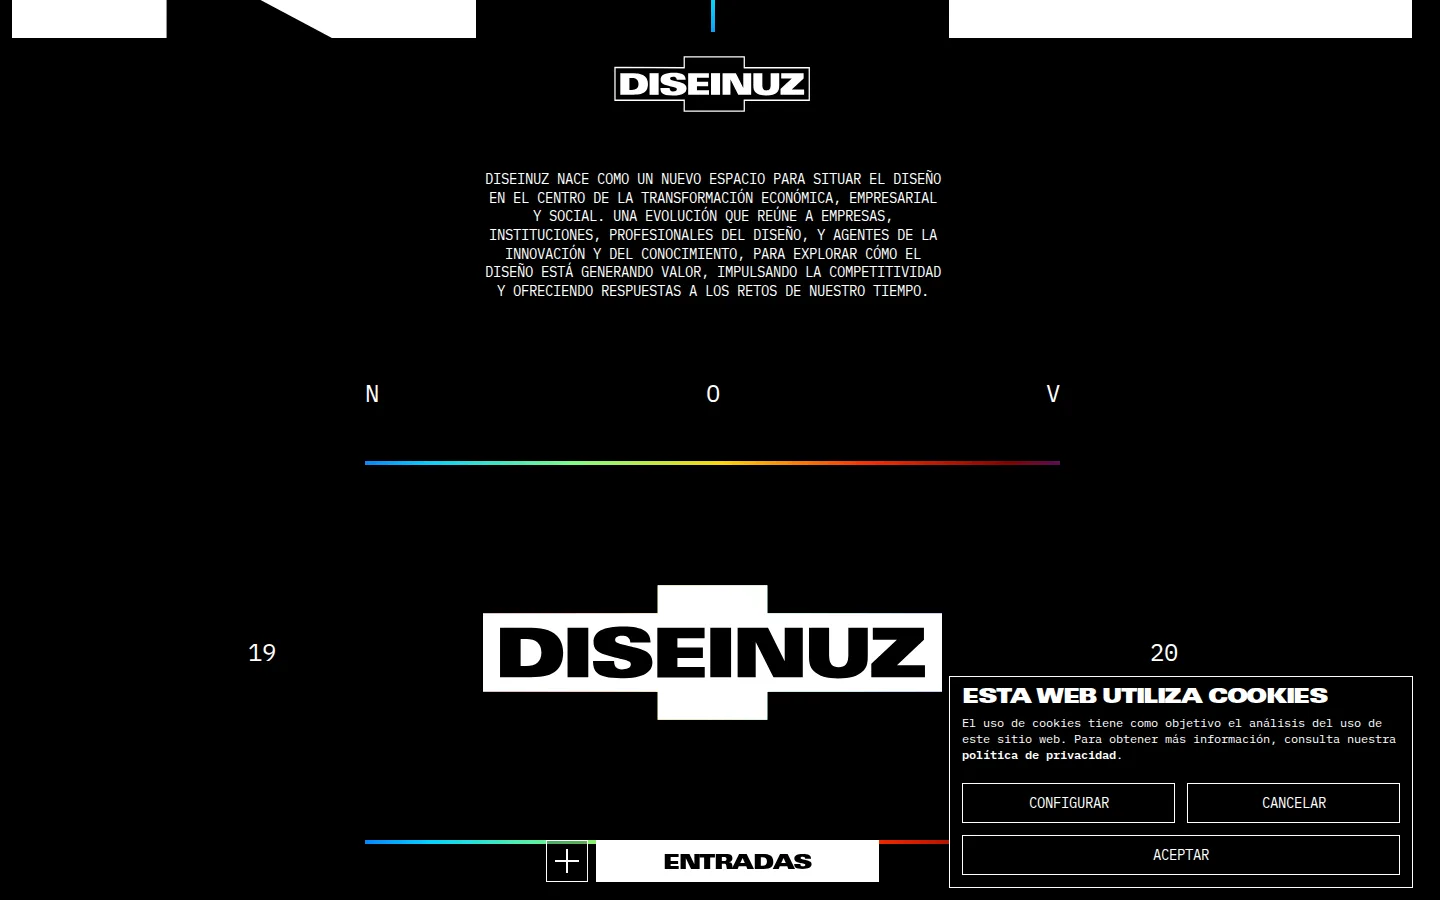 DISEINUZ
DISEINUZ NACE COMO UN NUEVO ESPACIO PARA SITUAR EL DISEÑO
EN EL CENTRO DE LA TRANSFORMACIÓN ECONÓMICA, EMPRESARIAL
Y SOCIAL. UNA EVOLUCIÓN QUE REÚNE A EMPRESAS,
INSTITUCIONES, PROFESIONALES DEL DISEÑO, Y AGENTES DE LA
INNOVACIÓN Y DEL CONOCIMIENTO, PARA EXPLORAR CÓMO EL
DISEÑO ESTÁ GENERANDO VALOR, IMPULSANDO LA COMPETITIVIDAD
Y OFRECIENDO RESPUESTAS A LOS RETOS DE NUESTRO TIEMPO.
N O V
19 DISEINUZ 20
ESTA WEB UTILIZA COOKIES
El uso de cookies tiene como objetivo el análisis del uso de
este sitio web. Para obtener más información, consulta nuestra
política de privacidad.
CONFIGURAR CANCELAR
ACEPTAR
ENTRADAS